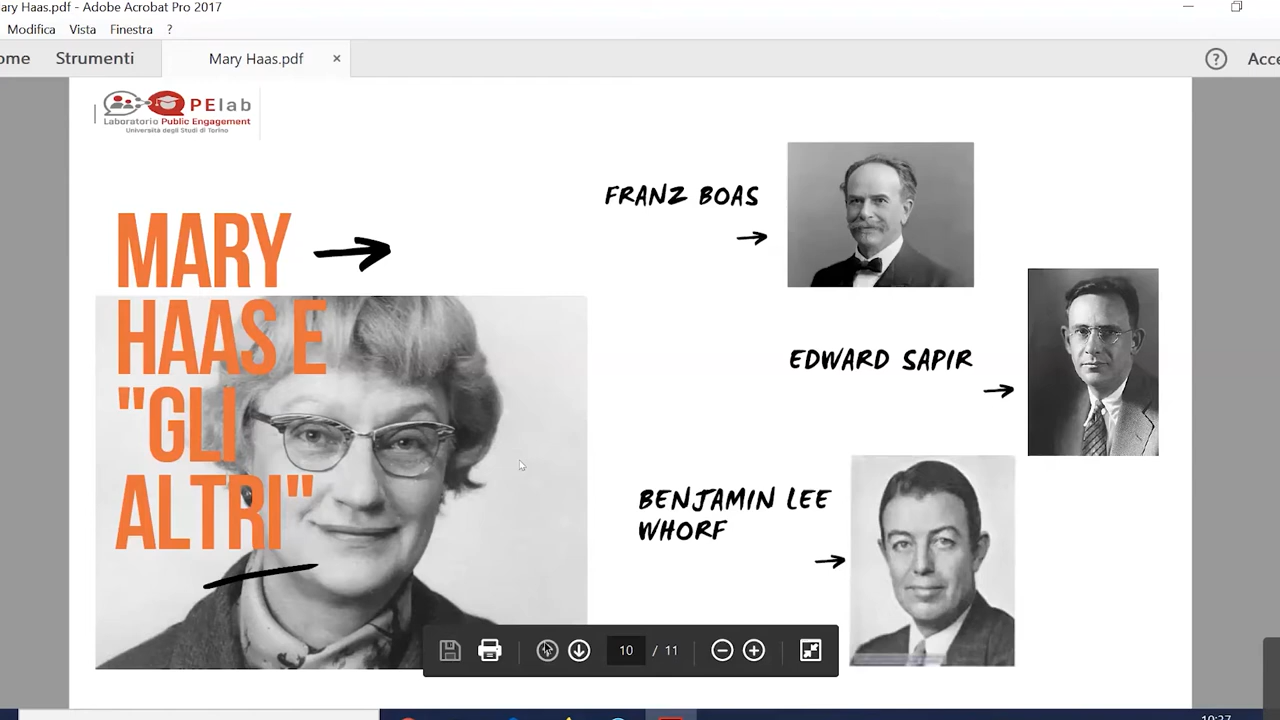 ary Haas.pdf - Adobe Acrobat Pro 2017
Modifica Vista Finestra ?
ome Strumenti Mary Haas.pdf × ? Acce
PElab
Laboratorio Public Engagement
Università degli Studi di Torino
MARY
HAAS E
"GLI
ALTRI"
FRANZ BOAS
EDWARD SAPIR
BENJAMIN LEE
WHORF
10 / 11
10:37